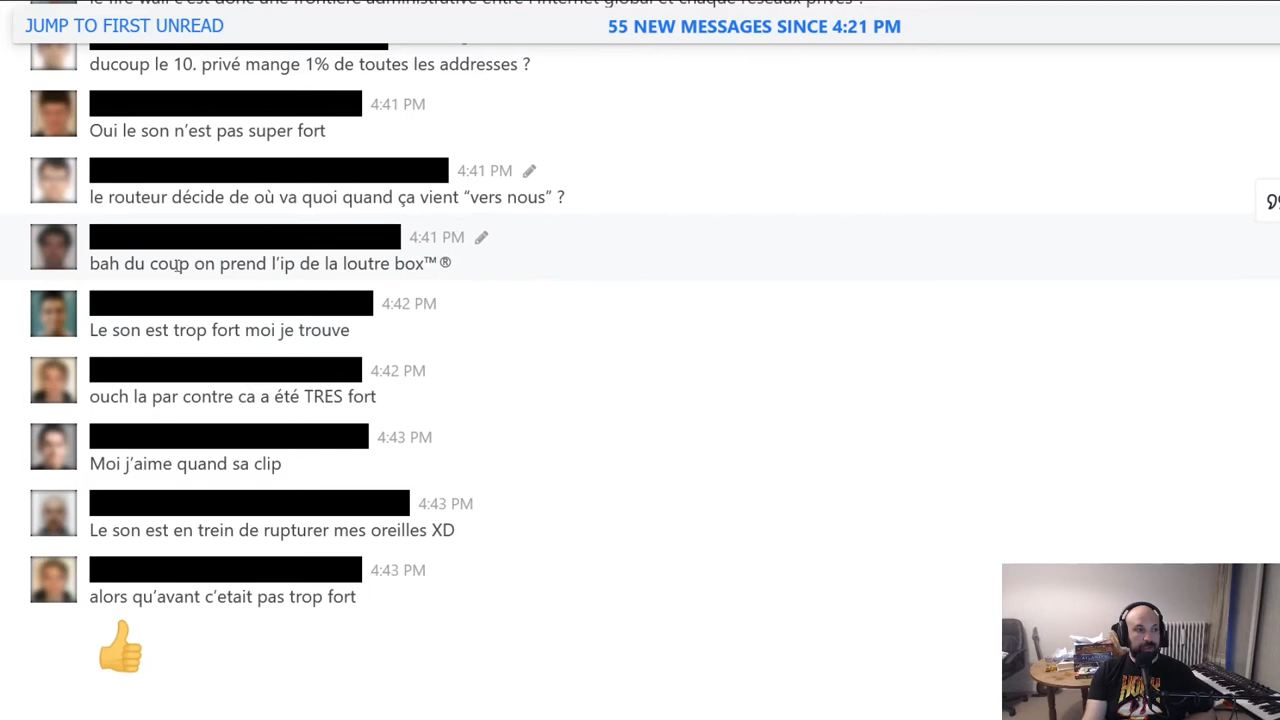 JUMP TO FIRST UNREAD
55 NEW MESSAGES SINCE 4:21 PM
ducoup le 10. privé mange 1% de toutes les addresses ?
4:41 PM
Oui le son n’est pas super fort
4:41 PM
le routeur décide de où va quoi quand ça vient “vers nous” ?
4:41 PM
bah du coup on prend l’ip de la loutre box™®
4:42 PM
Le son est trop fort moi je trouve
4:42 PM
ouch la par contre ca a été TRES fort
4:43 PM
Moi j’aime quand sa clip
4:43 PM
Le son est en trein de rupturer mes oreilles XD
4:43 PM
alors qu’avant c’etait pas trop fort